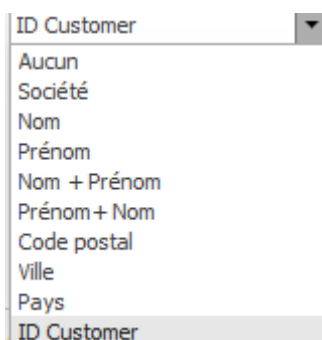 ID Customer
Aucun
Société
Nom
Prénom
Nom + Prénom
Prénom+ Nom
Code postal
Ville
Pays
ID Customer